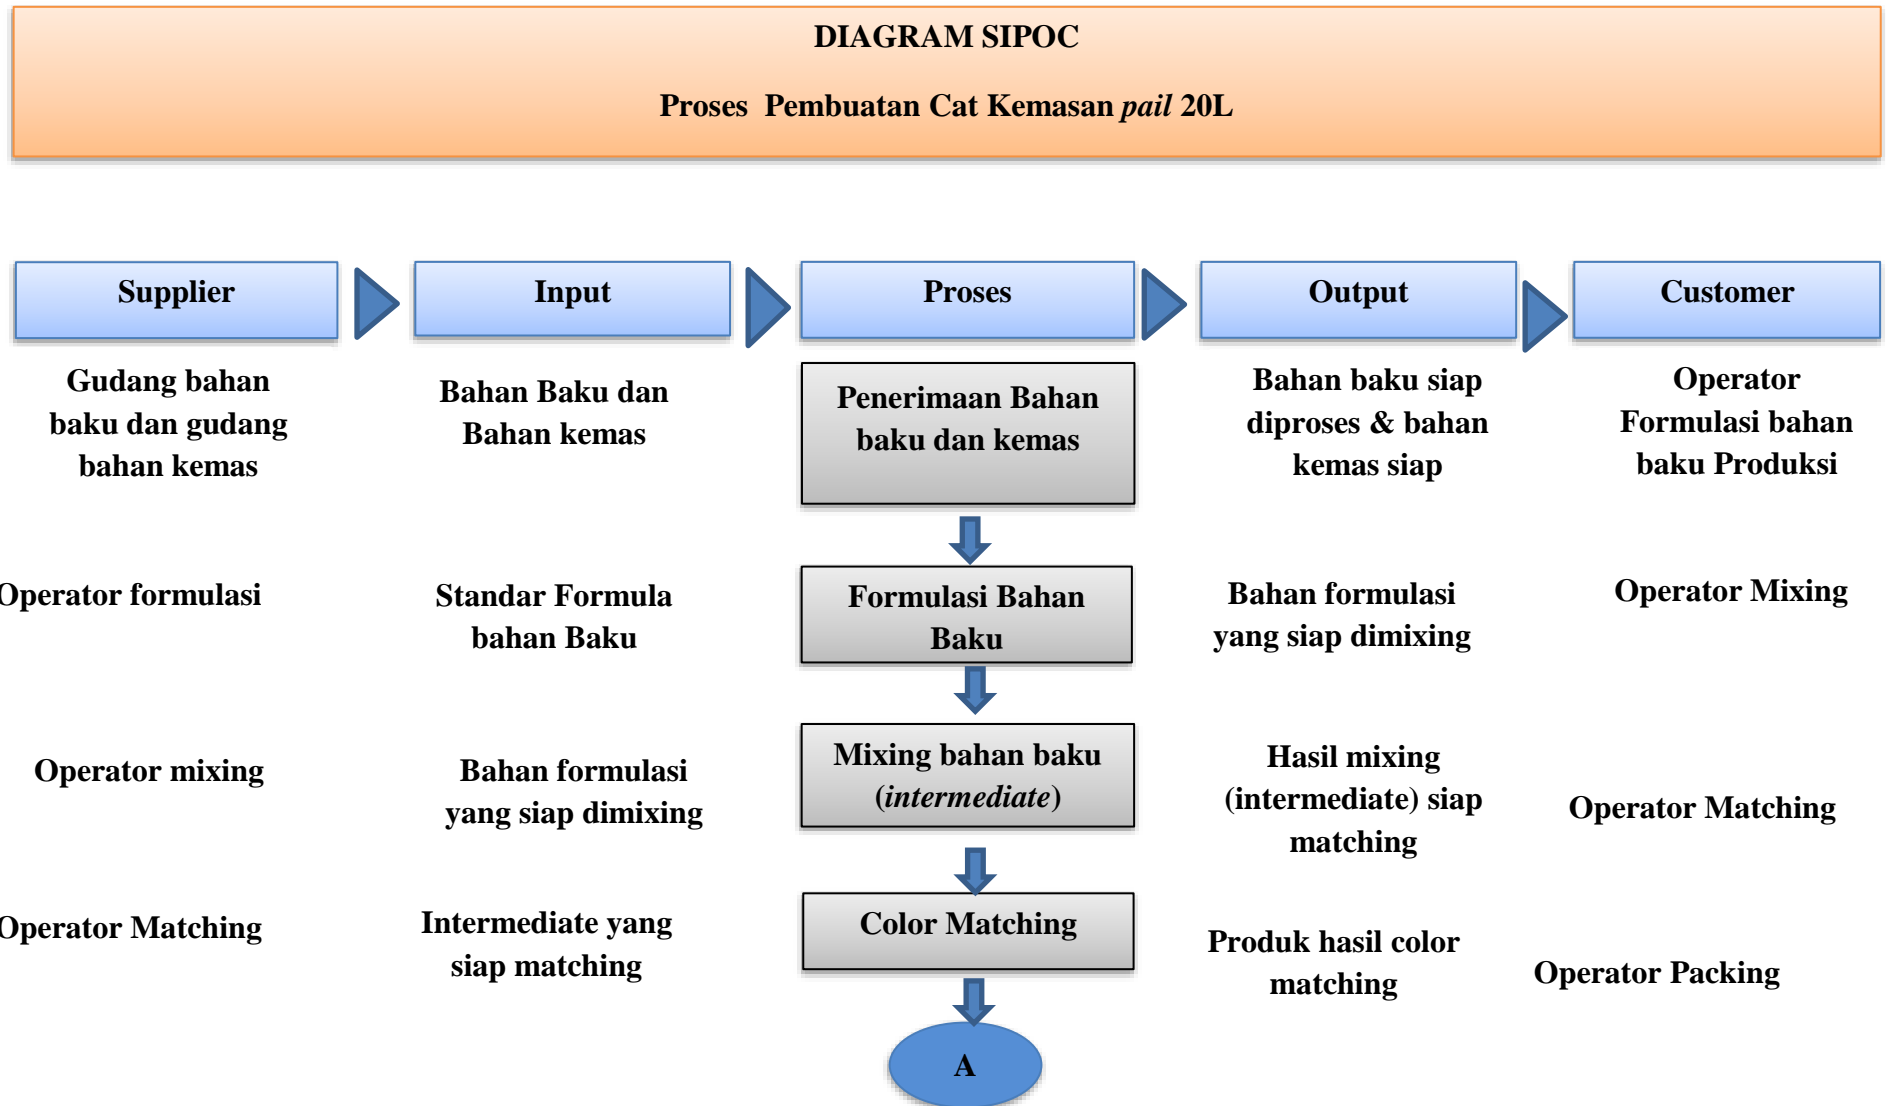 DIAGRAM SIPOC
Proses Pembuatan Cat Kemasan pail 20L
Supplier
Input
Proses
Output
Customer
Gudang bahan
baku dan gudang
bahan kemas
Bahan Baku dan
Bahan kemas
Penerimaan Bahan
baku dan kemas
Bahan baku siap
diproses & bahan
kemas siap
Operator
Formulasi bahan
baku Produksi
Operator formulasi
Standar Formula
bahan Baku
Formulasi Bahan
Baku
Bahan formulasi
yang siap dimixing
Operator Mixing
Operator mixing
Bahan formulasi
yang siap dimixing
Mixing bahan baku
(intermediate)
Hasil mixing
(intermediate) siap
matching
Operator Matching
Operator Matching
Intermediate yang
siap matching
Color Matching
Produk hasil color
matching
Operator Packing
A